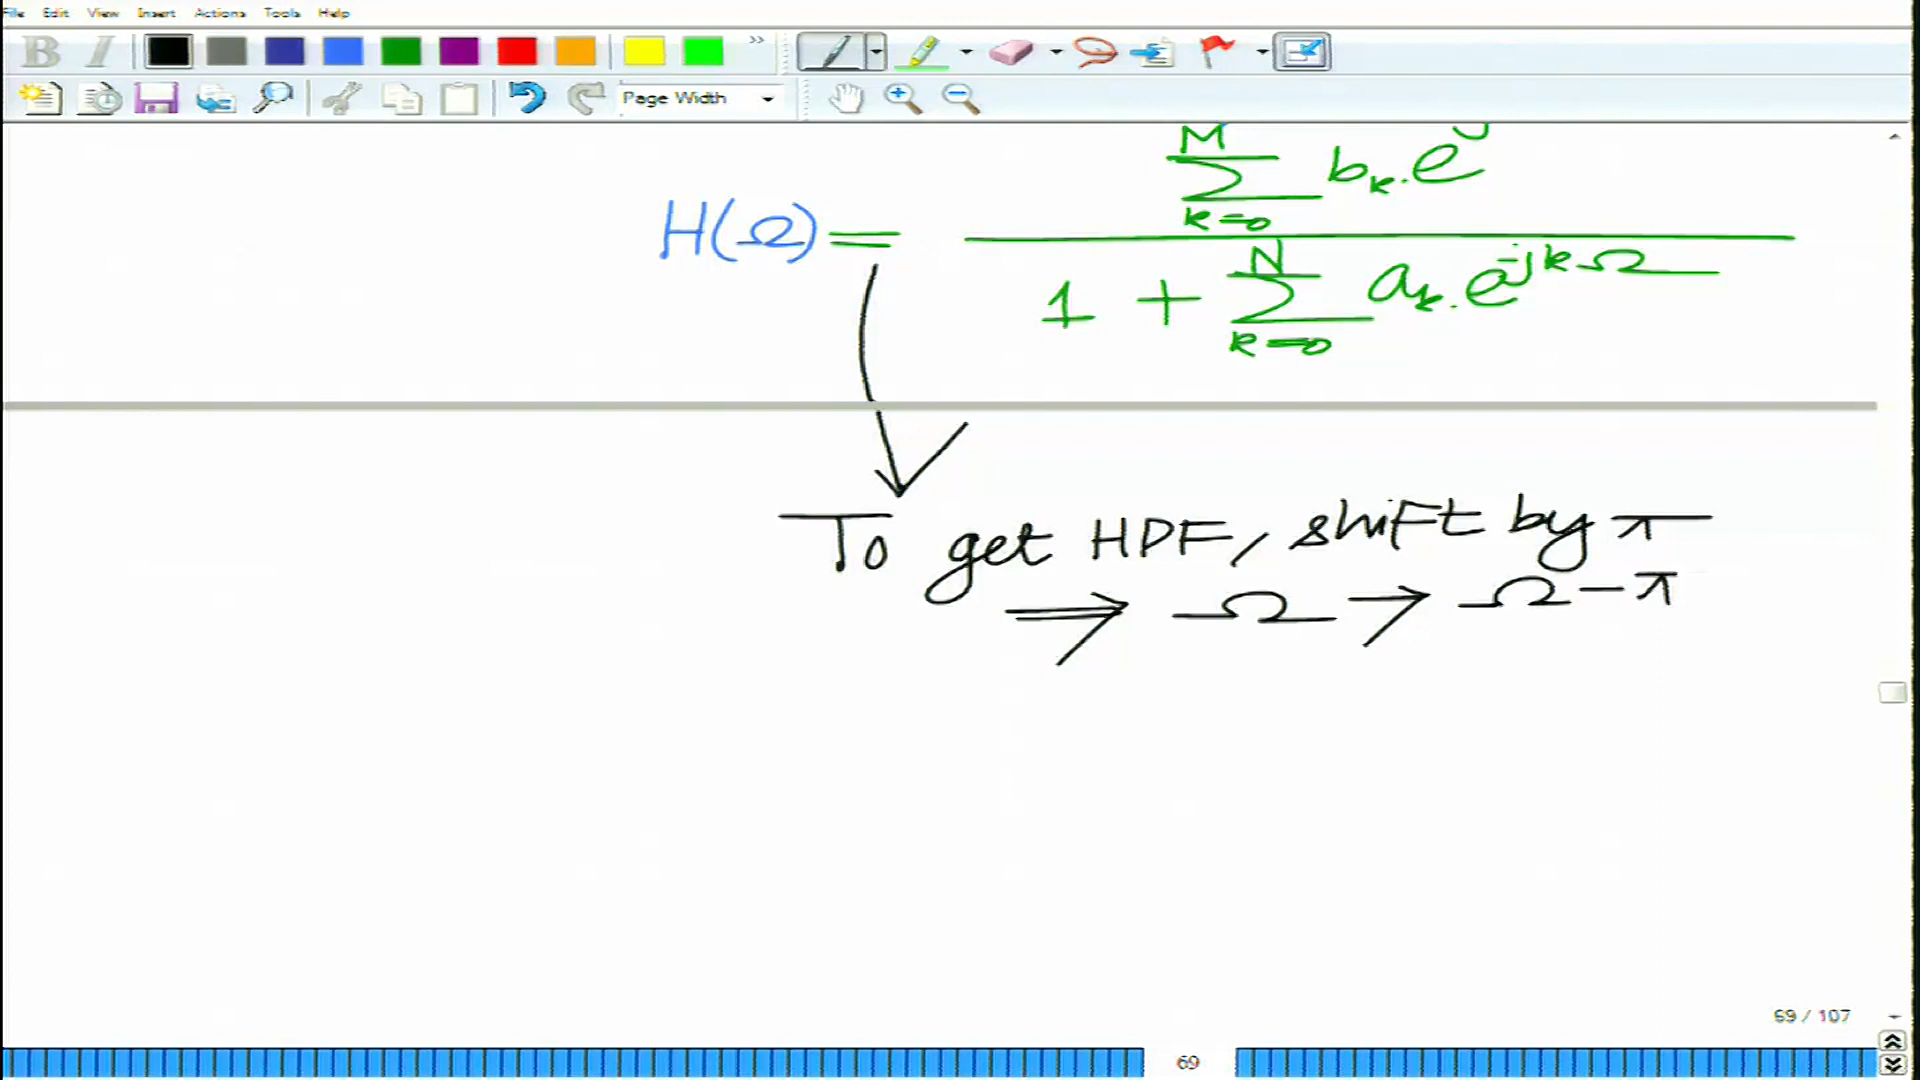 File Edit View Insert Actions Tools Help
B I
Page Width
M
Σ b_k . e
k=0
H(Ω) =
N
1 + Σ a_k . e^{-jkΩ}
k=0
To get HPF, shift by π
⇒ Ω → Ω - π
69 / 107
69